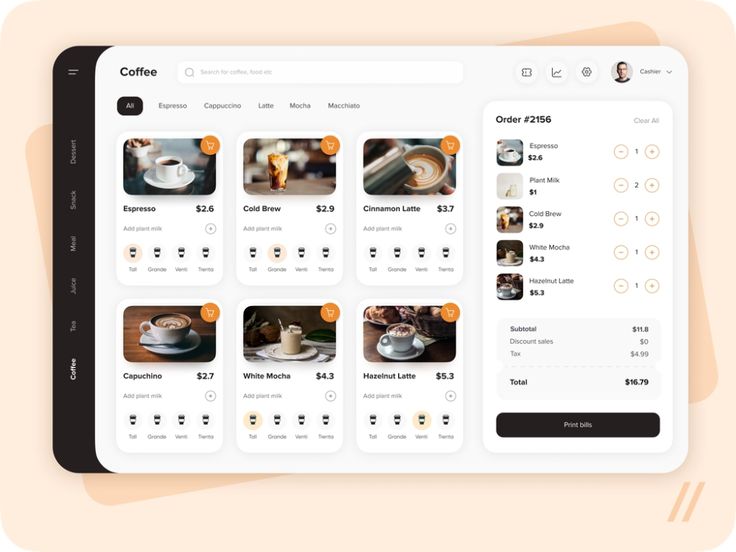 Coffee
Search for coffee, food etc
Cashier
All Espresso Cappuccino Latte Mocha Macchiato
Dessert
Snack
Meal
Juice
Tea
Coffee
Espresso $2.6
Add plant milk
Tall Grande Venti Trenta
Cold Brew $2.9
Add plant milk
Tall Grande Venti Trenta
Cinnamon Latte $3.7
Add plant milk
Tall Grande Venti Trenta
Capuchino $2.7
Add plant milk
Tall Grande Venti Trenta
White Mocha $4.3
Add plant milk
Tall Grande Venti Trenta
Hazelnut Latte $5.3
Add plant milk
Tall Grande Venti Trenta
Order #2156 Clear All
Espresso
$2.6 1
Plant Milk
$1 2
Cold Brew
$2.9 1
White Mocha
$4.3 1
Hazelnut Latte
$5.3 1
Subtotal $11.8
Discount sales $0
Tax $4.99
Total $16.79
Print bills